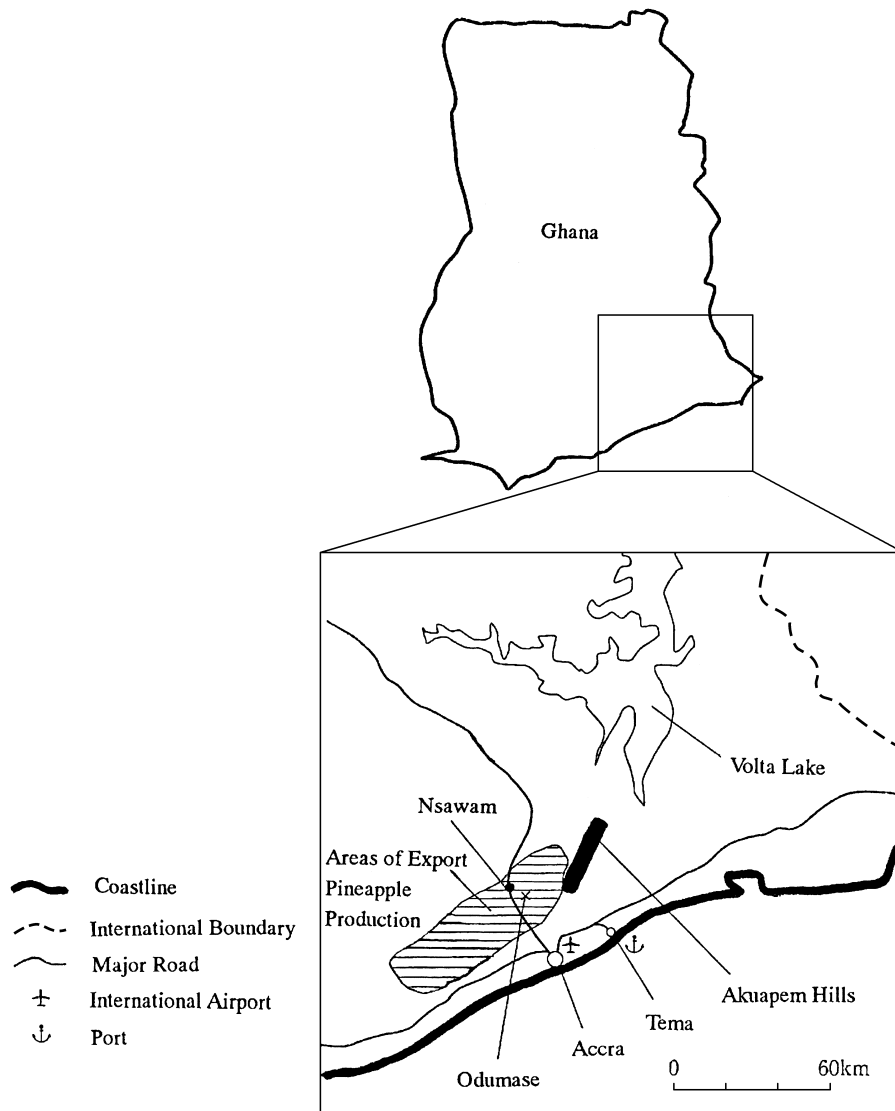 Ghana
Volta Lake
Nsawam
Areas of Export
Pineapple
Production
Coastline
International Boundary
Major Road
International Airport
Port
Akuapem Hills
Tema
Accra
Odumase
0 60km